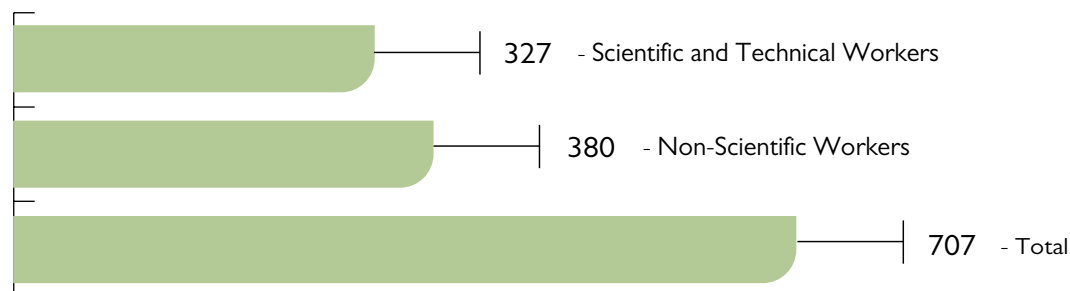 327 - Scientific and Technical Workers
380 - Non-Scientific Workers
707 - Total